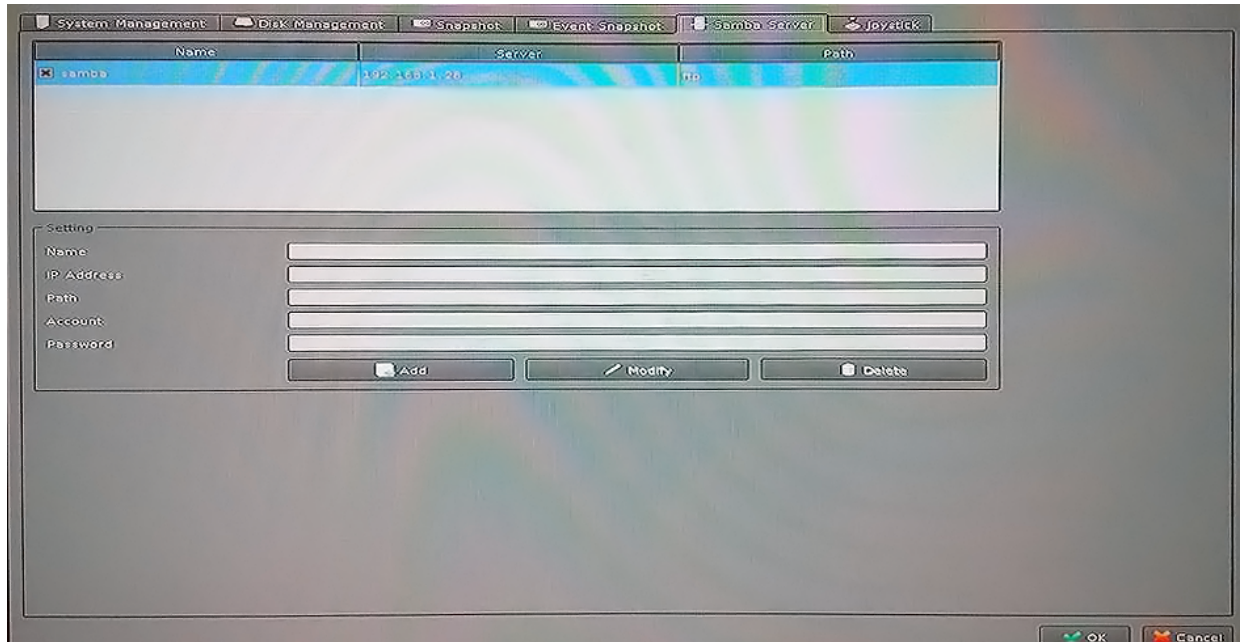 System Management Disk Management Snapshot Event Snapshot Samba Server Joystick
Name Server Path
samba 192.168.1.28 ftp
Setting
Name
IP Address
Path
Account
Password
Add Modify Delete
OK Cancel